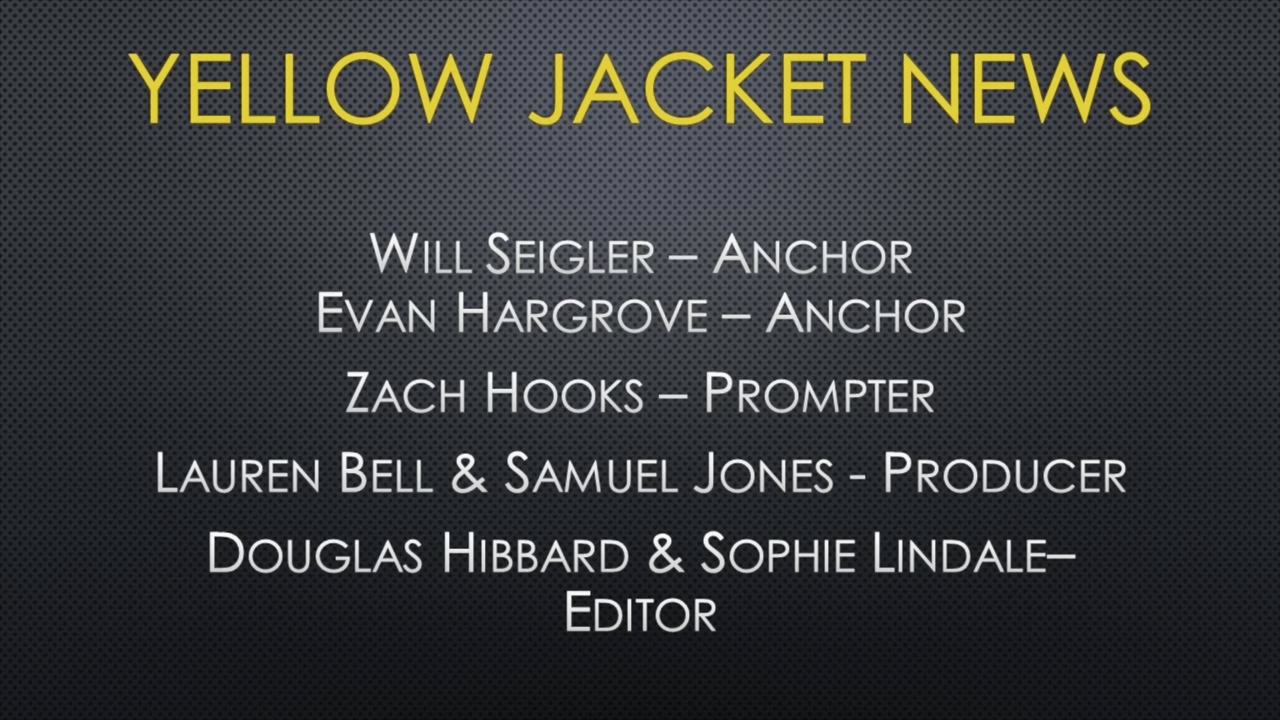 YELLOW JACKET NEWS
WILL SEIGLER – ANCHOR
EVAN HARGROVE – ANCHOR
ZACH HOOKS – PROMPTER
LAUREN BELL & SAMUEL JONES - PRODUCER
DOUGLAS HIBBARD & SOPHIE LINDALE–
EDITOR